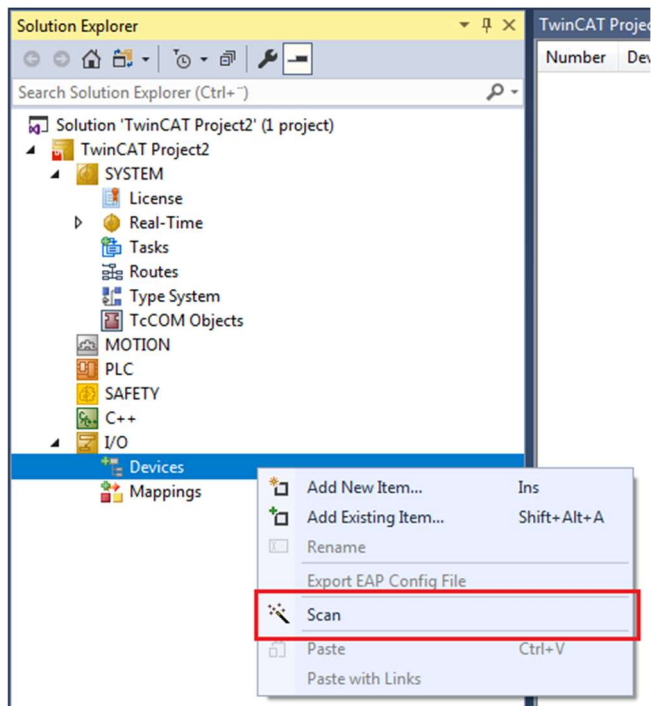 Solution Explorer
TwinCAT Projec
Number Dev
Search Solution Explorer (Ctrl+¨)
Solution 'TwinCAT Project2' (1 project)
TwinCAT Project2
SYSTEM
License
Real-Time
Tasks
Routes
Type System
TcCOM Objects
MOTION
PLC
SAFETY
C++
I/O
Devices
Mappings
Add New Item... Ins
Add Existing Item... Shift+Alt+A
Rename
Export EAP Config File
Scan
Paste Ctrl+V
Paste with Links